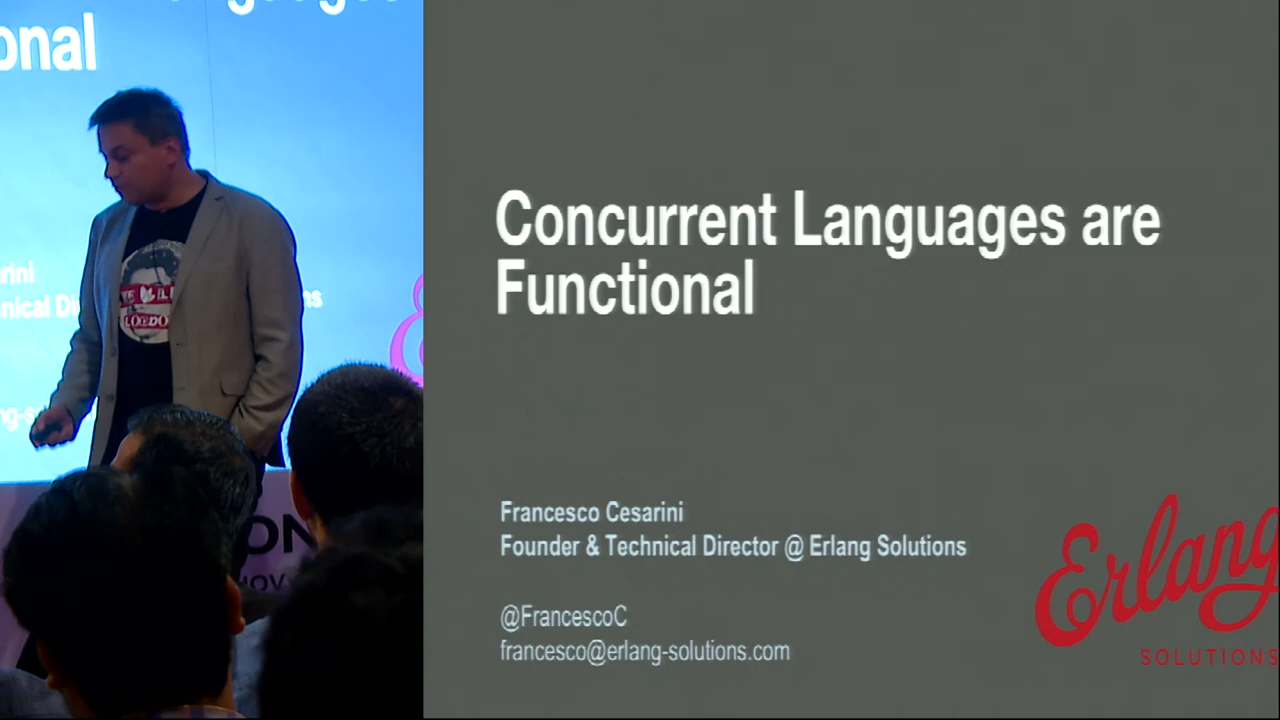 onal
Concurrent Languages are
Functional
Francesco Cesarini
Founder & Technical Director @ Erlang Solutions
@FrancescoC
francesco@erlang-solutions.com
Erlang
SOLUTIONS